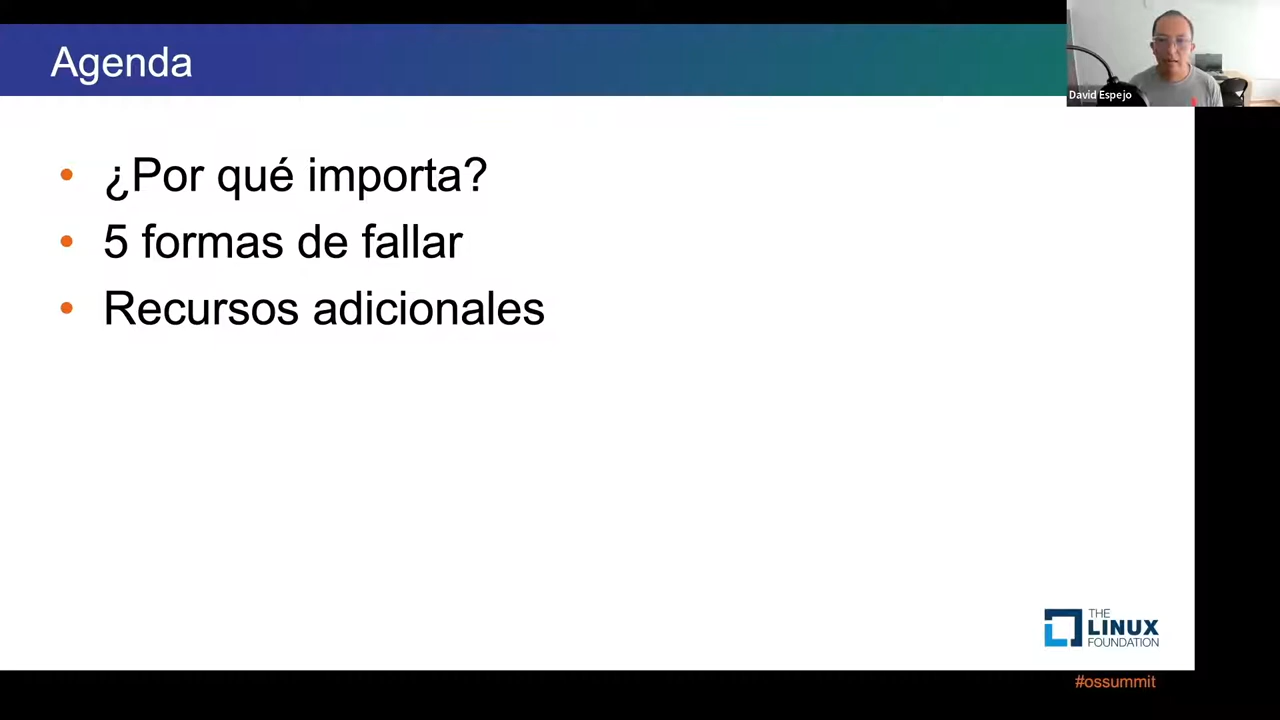 Agenda
David Espejo
• ¿Por qué importa?
• 5 formas de fallar
• Recursos adicionales
THE
LINUX
FOUNDATION
#ossummit